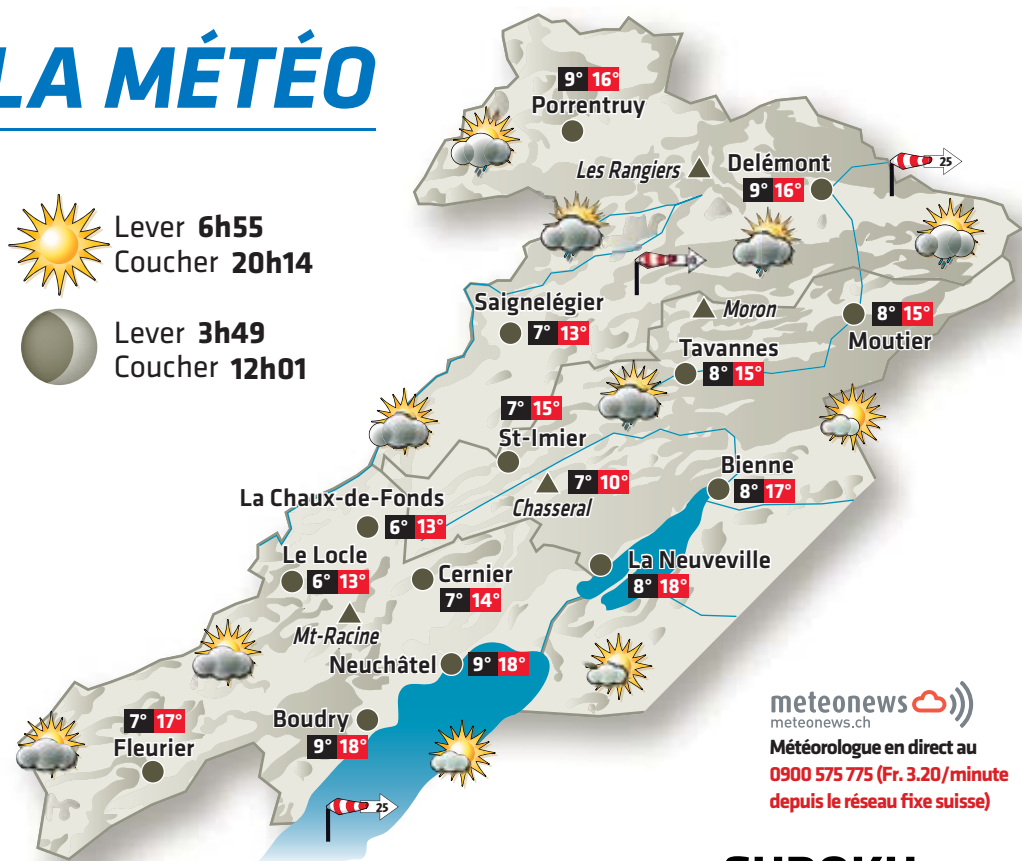 LA MÉTÉO
Lever 6h55
Coucher 20h14
Lever 3h49
Coucher 12h01
9° 16°
Porrentruy
Les Rangiers
Delémont
9° 16°
25
Saignelégier
7° 13°
Moron
8° 15°
Moutier
Tavannes
8° 15°
7° 15°
St-Imier
7° 10°
Chasseral
Bienne
8° 17°
La Chaux-de-Fonds
6° 13°
Le Locle
6° 13°
Cernier
7° 14°
La Neuveville
8° 18°
Mt-Racine
Neuchâtel 9° 18°
7° 17°
Fleurier
Boudry
9° 18°
25
meteonews
meteonews.ch
Météorologue en direct au
0900 575 775 (Fr. 3.20/minute
depuis le réseau fixe suisse)